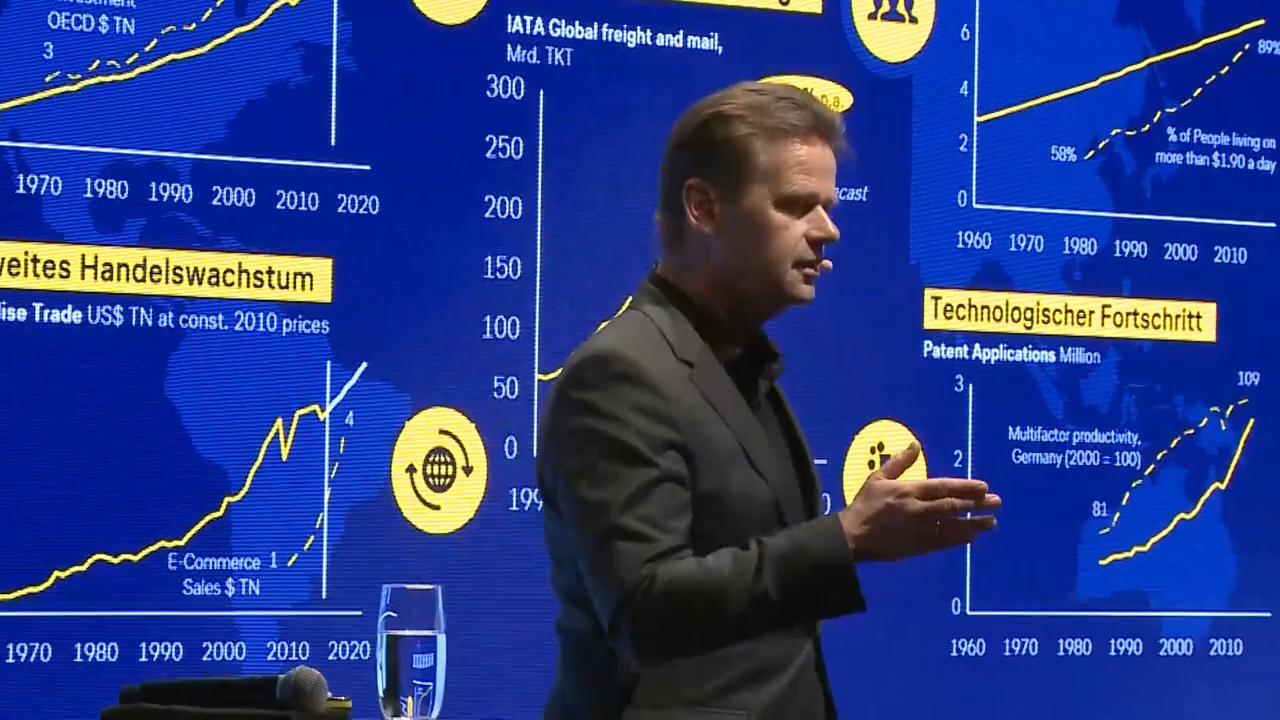 OECD $ TN
3
1970 1980 1990 2000 2010 2020
Handelswachstum
Trade US$ TN at const. 2010 prices
4
E-Commerce 1
Sales $ TN
1970 1980 1990 2000 2010 2020
IATA Global freight and mail,
Mrd. TKT
300
250
200
150
100
50
0
6
4
2
0
89%
58%
% of People living on
more than $1.90 a day
1960 1970 1980 1990 2000 2010
Technologischer Fortschritt
Patent Applications Million
3
109
Multifactor productivity,
Germany (2000 = 100)
2
81
0
1960 1970 1980 1990 2000 2010